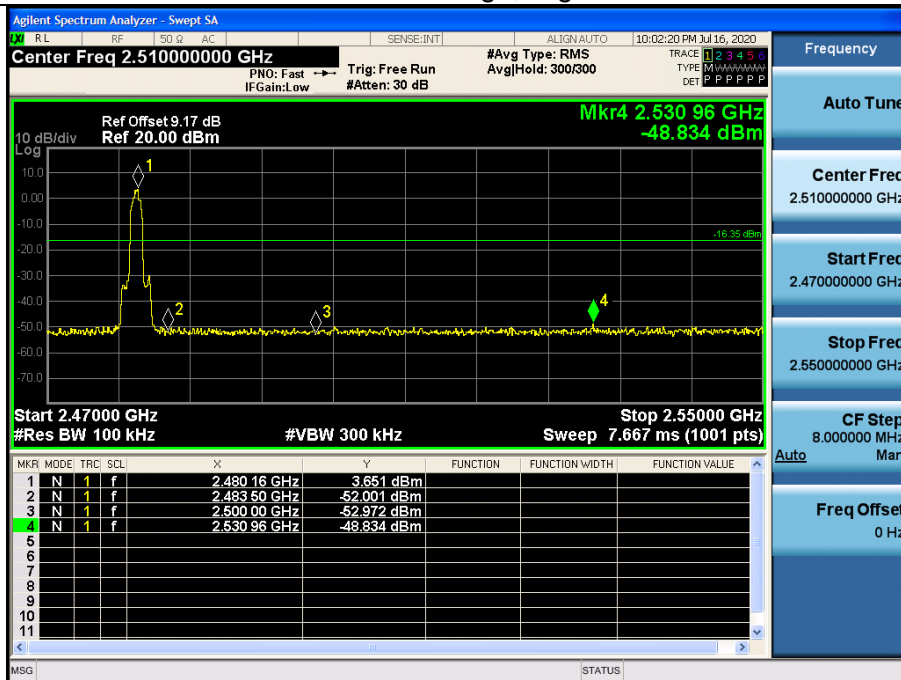 Agilent Spectrum Analyzer - Swept SA
LXI RL RF 50 Ω AC SENSE:INT ALIGN AUTO 10:02:20 PM Jul 16, 2020
Center Freq 2.510000000 GHz #Avg Type: RMS TRACE 1 2 3 4 5 6
PNO: Fast Trig: Free Run Avg|Hold: 300/300 TYPE M W W W W W
IFGain:Low #Atten: 30 dB DET P P P P P P
Mkr4 2.530 96 GHz
-48.834 dBm
Ref Offset 9.17 dB
10 dB/div Ref 20.00 dBm
Log
10.0
0.00
-10.0
-20.0
-30.0
-40.0
-50.0
-60.0
-70.0
1
2
3
4
-16.35 dBm
Start 2.47000 GHz Stop 2.55000 GHz
#Res BW 100 kHz #VBW 300 kHz Sweep 7.667 ms (1001 pts)
MKR MODE TRC SCL X Y FUNCTION FUNCTION WIDTH FUNCTION VALUE
1 N 1 f 2.480 16 GHz 3.651 dBm
2 N 1 f 2.483 50 GHz -52.001 dBm
3 N 1 f 2.500 00 GHz -52.972 dBm
4 N 1 f 2.530 96 GHz -48.834 dBm
5
6
7
8
9
10
11
MSG STATUS
Frequency
Auto Tune
Center Freq
2.510000000 GHz
Start Freq
2.470000000 GHz
Stop Freq
2.550000000 GHz
CF Step
8.000000 MHz
Auto Man
Freq Offset
0 Hz